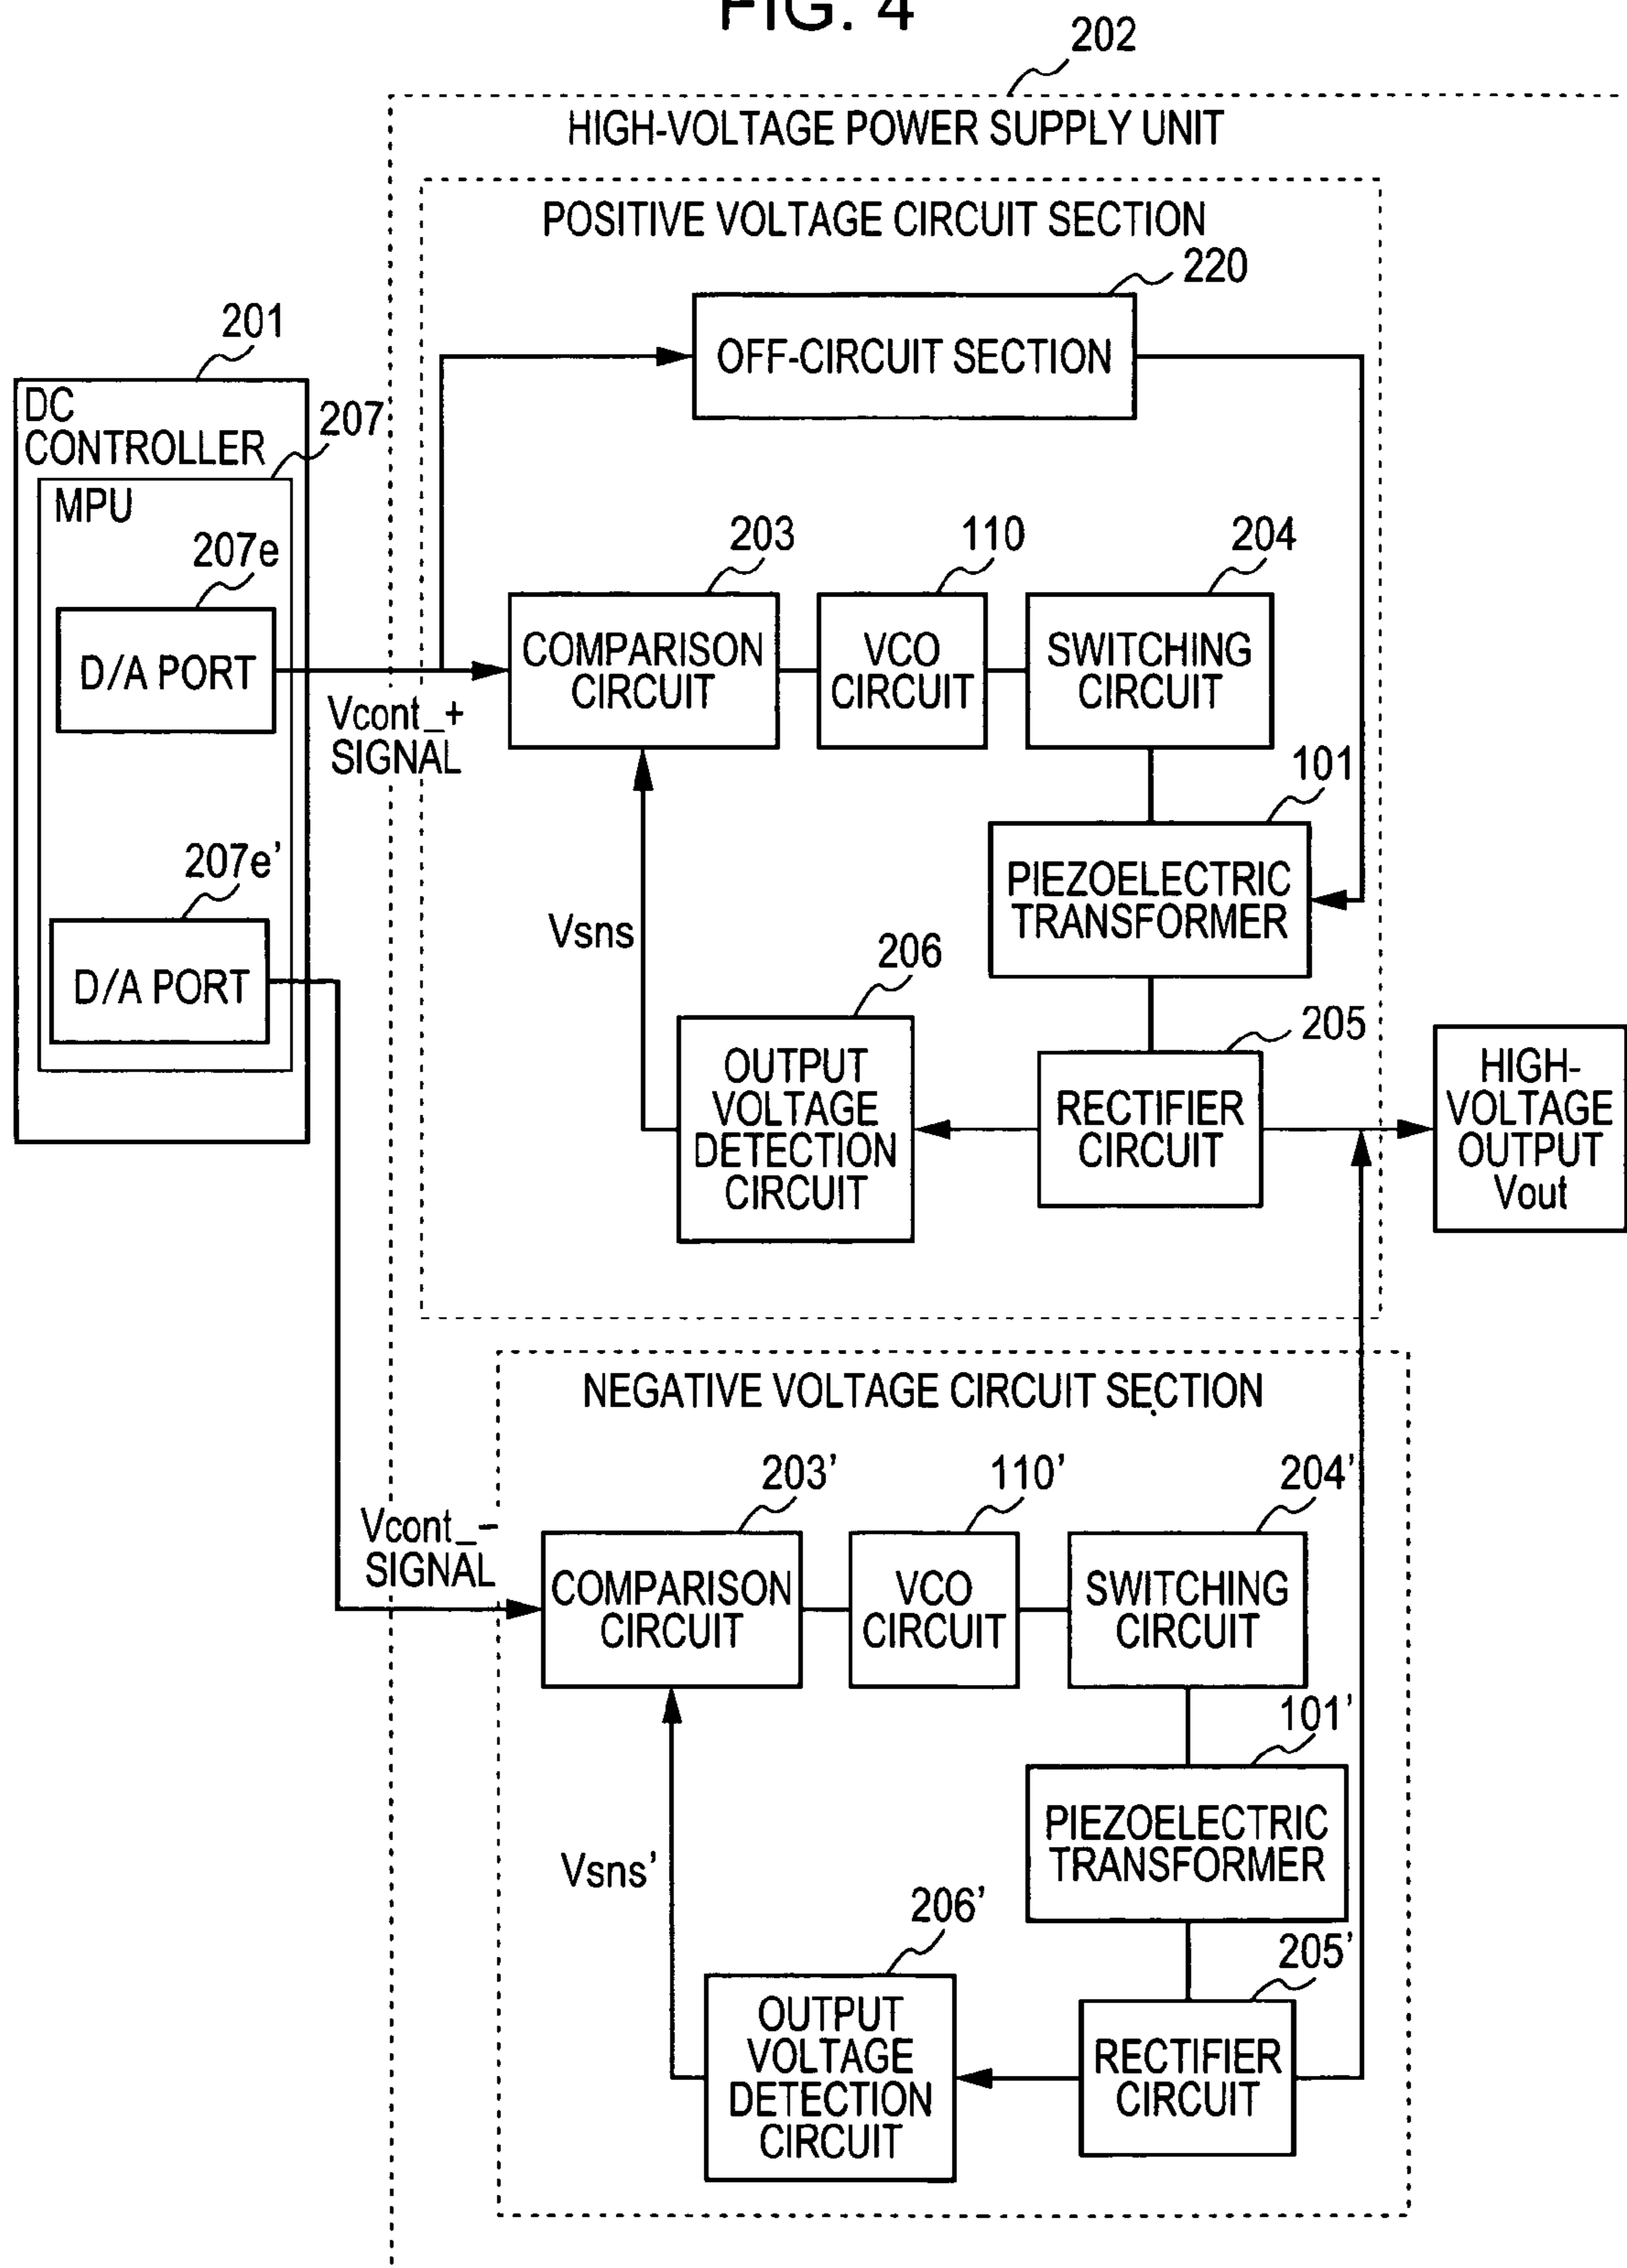 FIG. 4
202
HIGH-VOLTAGE POWER SUPPLY UNIT
POSITIVE VOLTAGE CIRCUIT SECTION
220
OFF-CIRCUIT SECTION
201
DC
CONTROLLER
207
MPU
207e
D/A PORT
Vcont_+
SIGNAL
203
COMPARISON
CIRCUIT
110
VCO
CIRCUIT
204
SWITCHING
CIRCUIT
101
PIEZOELECTRIC
TRANSFORMER
207e'
D/A PORT
Vsns
206
OUTPUT
VOLTAGE
DETECTION
CIRCUIT
205
RECTIFIER
CIRCUIT
HIGH-
VOLTAGE
OUTPUT
Vout
NEGATIVE VOLTAGE CIRCUIT SECTION
Vcont_−
SIGNAL
203'
COMPARISON
CIRCUIT
110'
VCO
CIRCUIT
204'
SWITCHING
CIRCUIT
101'
PIEZOELECTRIC
TRANSFORMER
Vsns'
206'
OUTPUT
VOLTAGE
DETECTION
CIRCUIT
205'
RECTIFIER
CIRCUIT